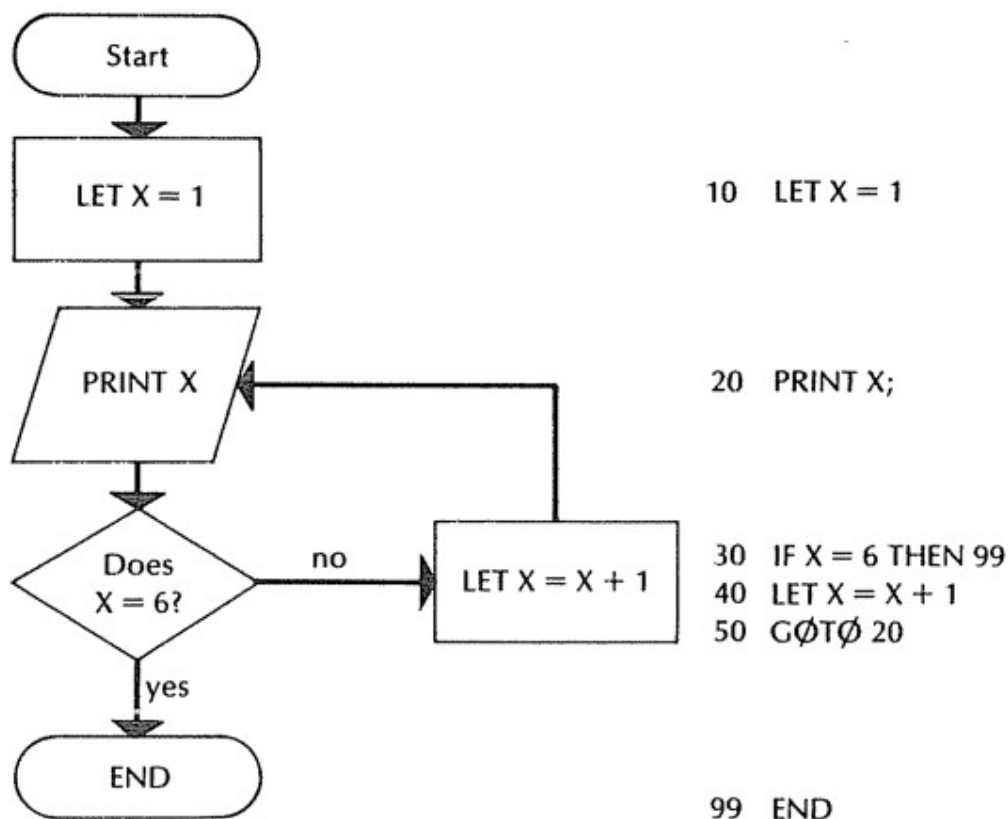 Start
LET X = 1
10 LET X = 1
PRINT X
20 PRINT X;
Does
X = 6?
no
LET X = X + 1
30 IF X = 6 THEN 99
40 LET X = X + 1
50 GØTØ 20
yes
END
99 END